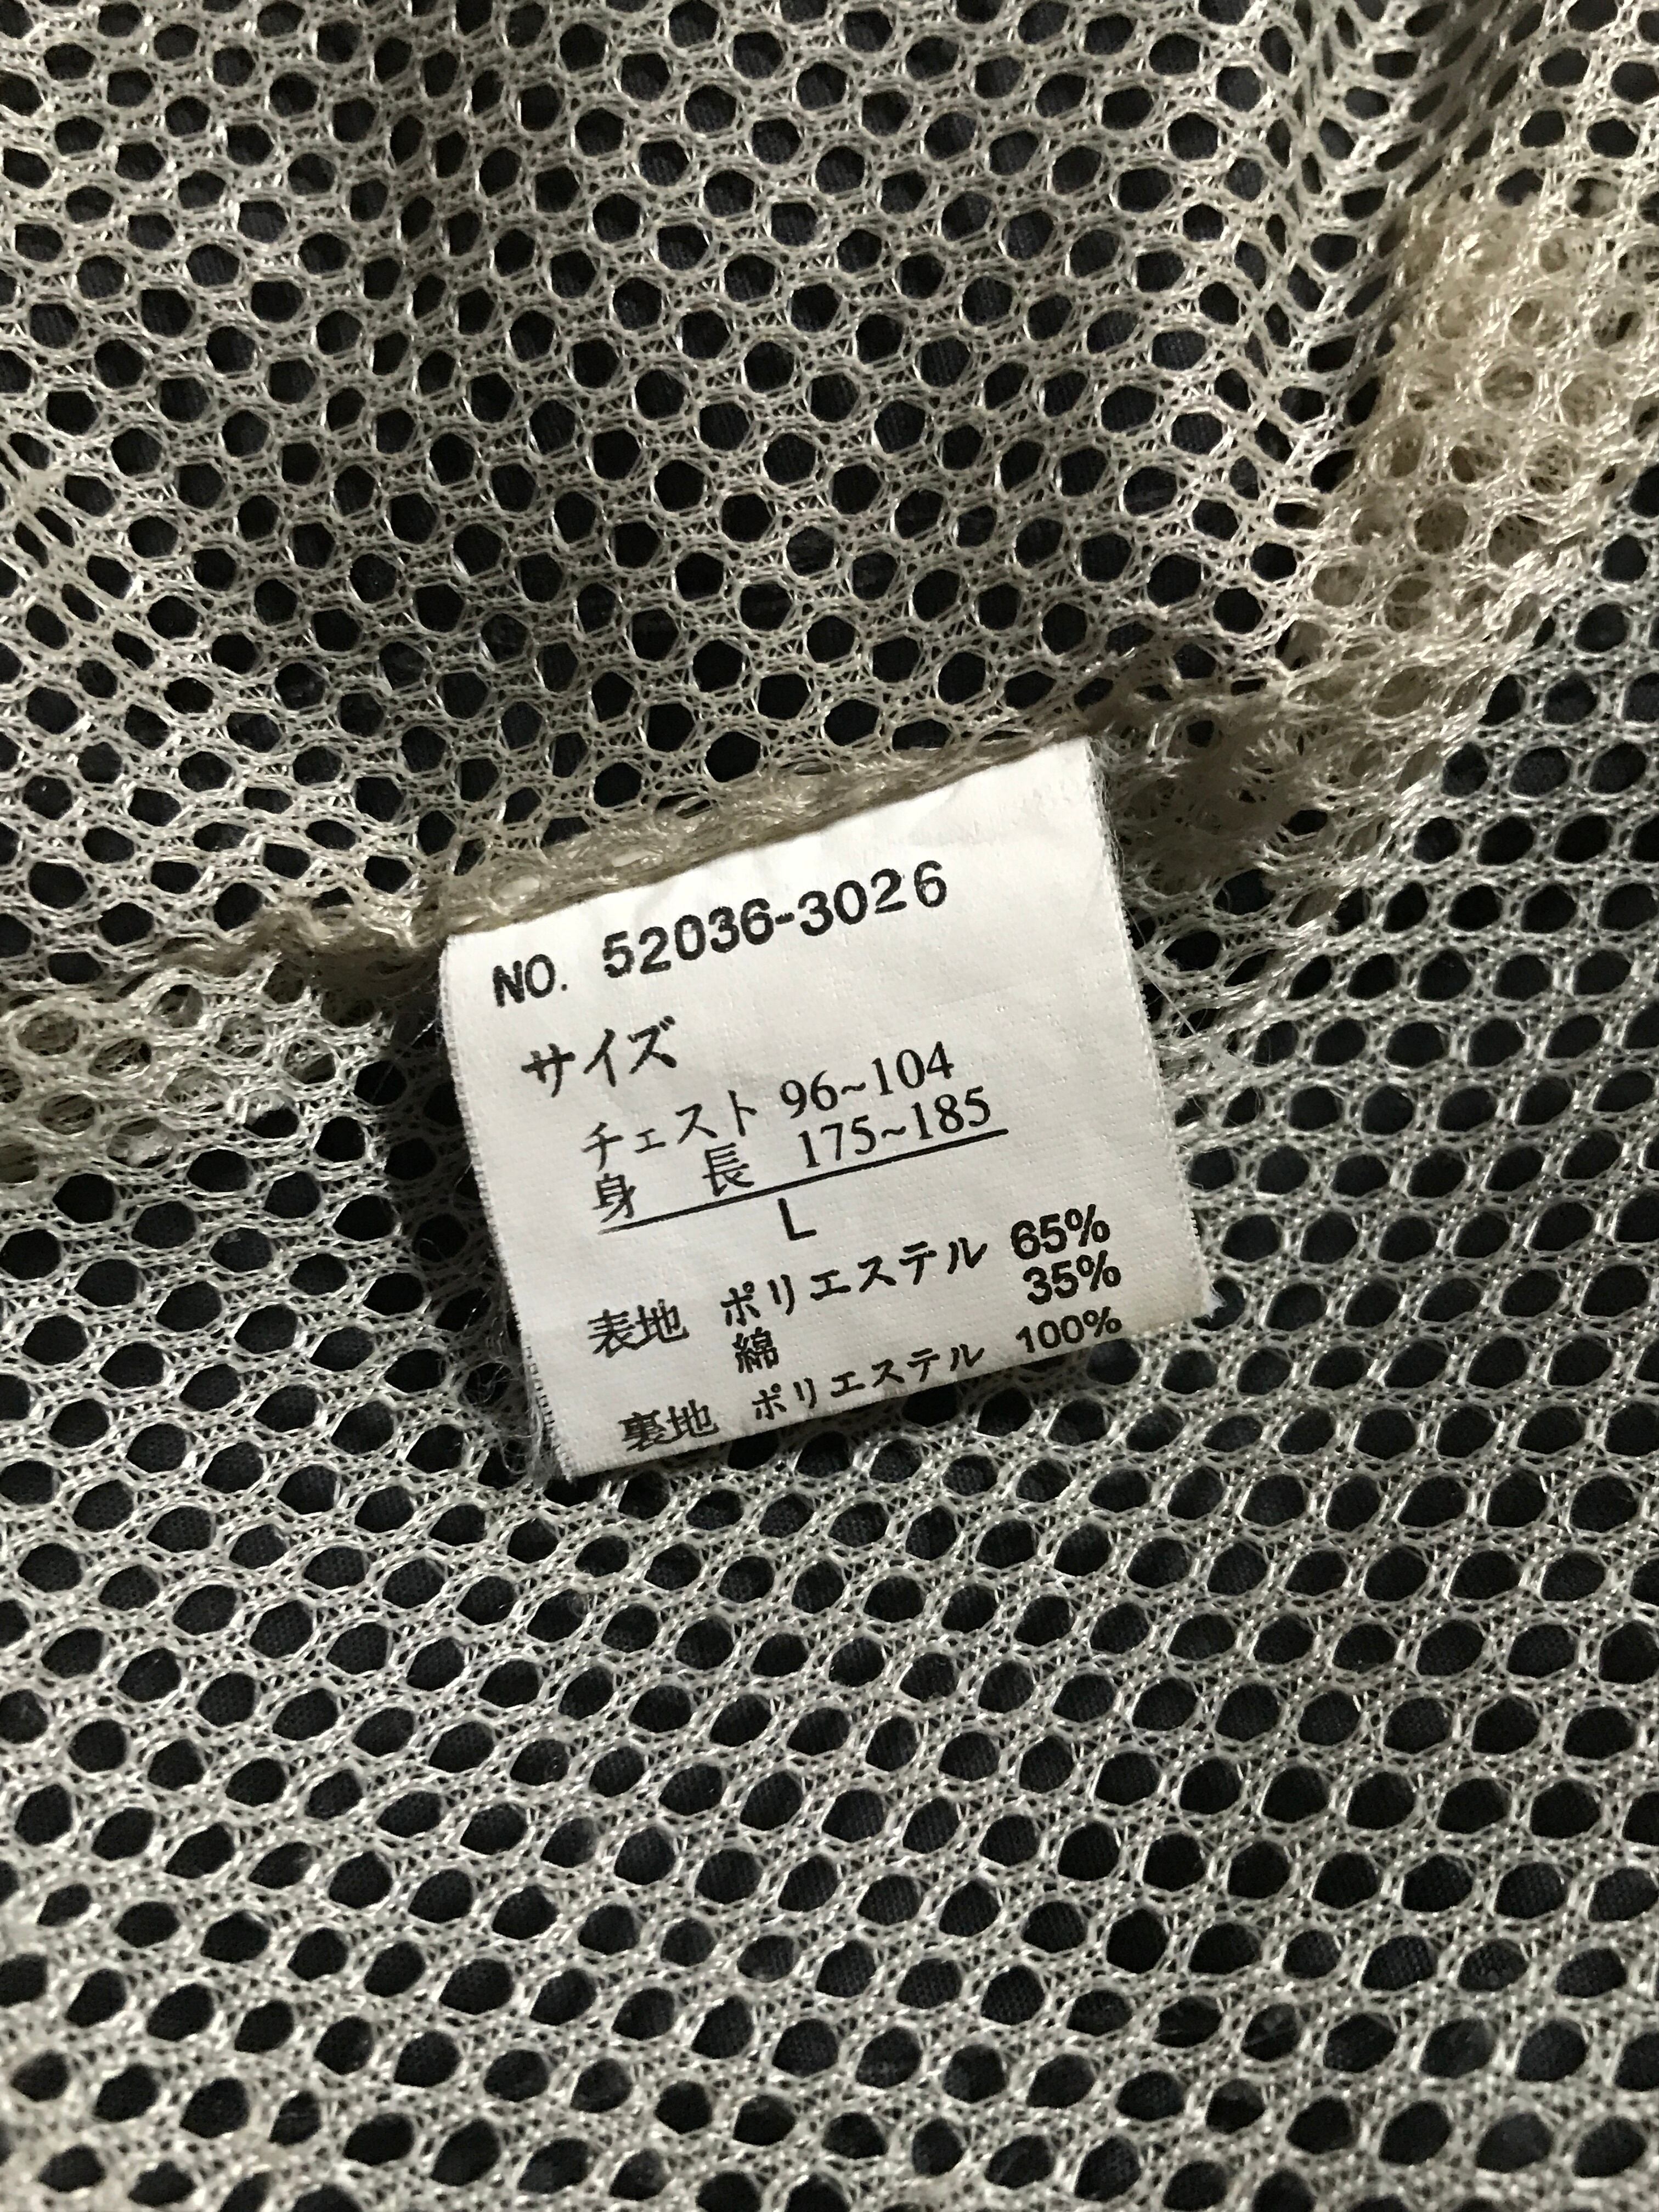 NO. 52036-3026
サイズ
チェスト 96~104
身 長 175~185
L
表地 ポリエステル 65%
綿 35%
裏地 ポリエステル 100%